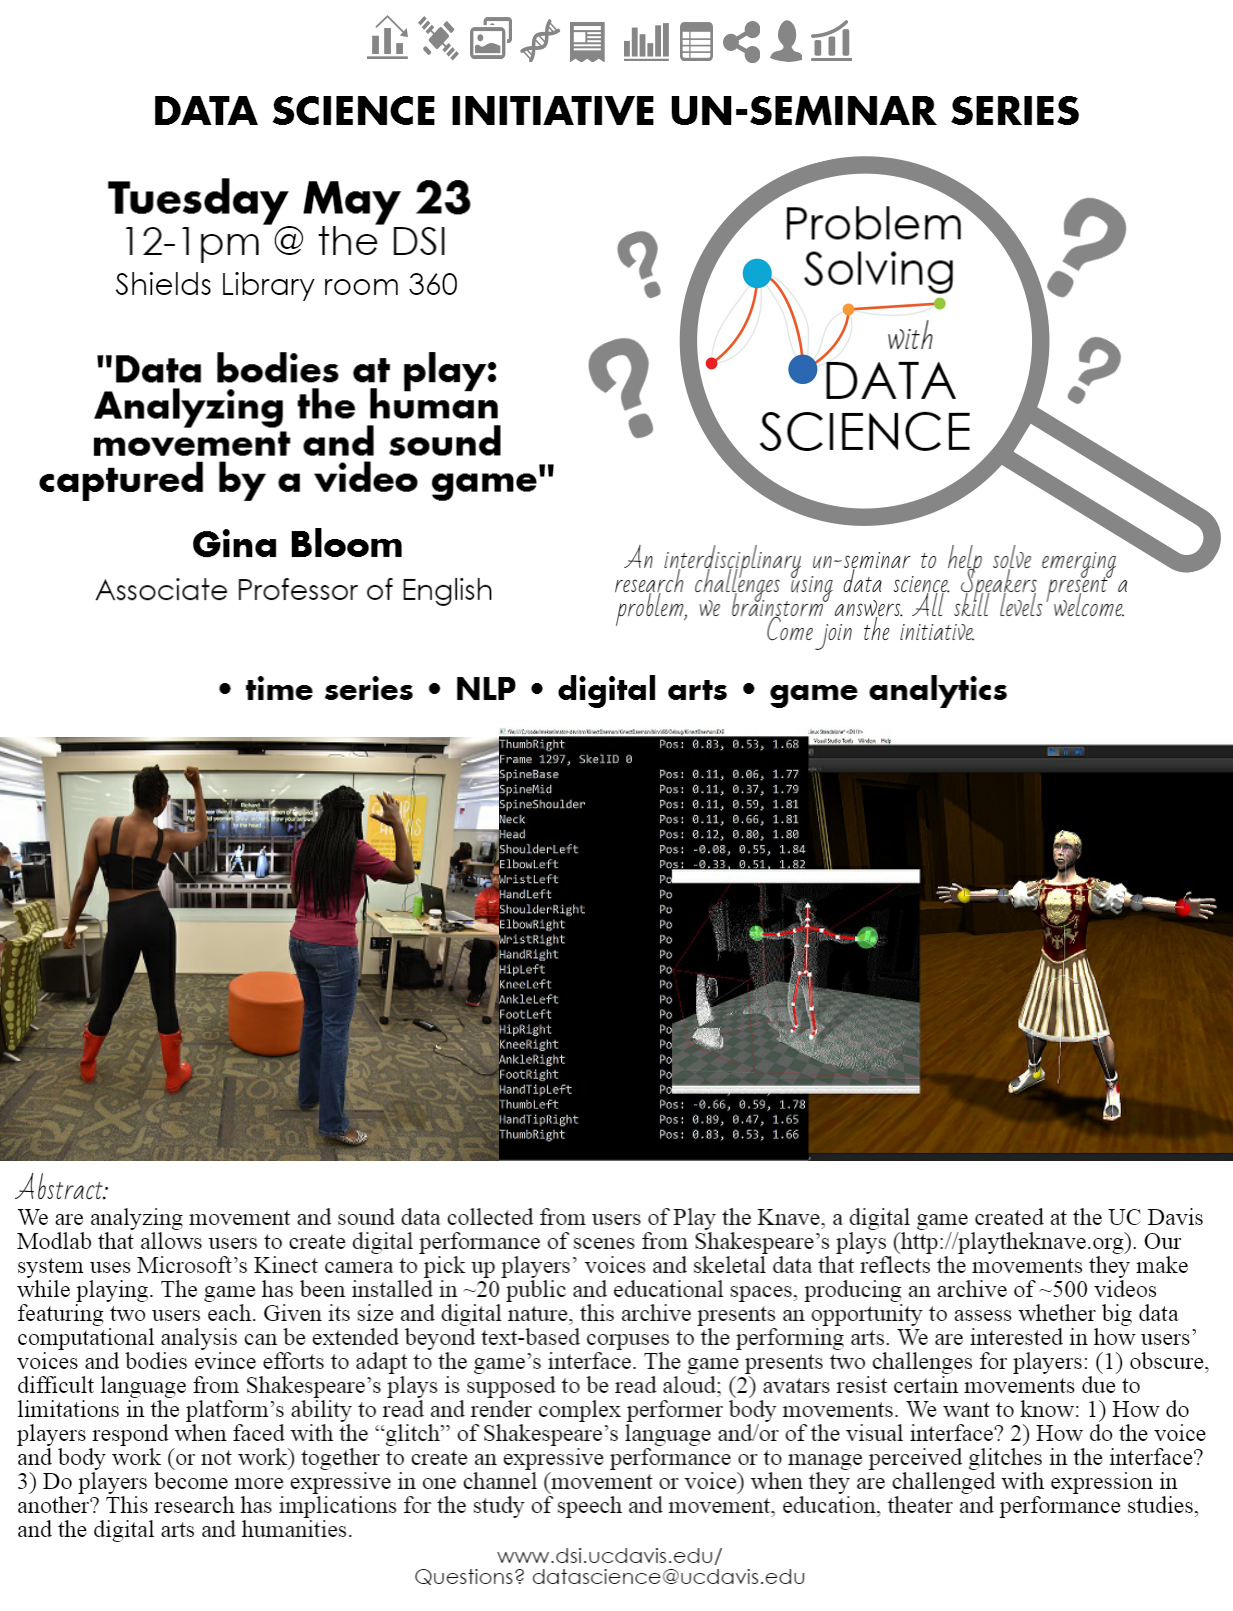 DATA SCIENCE INITIATIVE UN-SEMINAR SERIES
Tuesday May 23
12-1pm @ the DSI
Shields Library room 360
"Data bodies at play:
Analyzing the human
movement and sound
captured by a video game"
Gina Bloom
Associate Professor of English
Problem
Solving
with
DATA
SCIENCE
An interdisciplinary un-seminar to help solve emerging
research challenges using data science. Speakers present a
problem, we brainstorm answers. All skill levels welcome.
Come join the initiative.
• time series • NLP • digital arts • game analytics
Richard
ThumbRight Pos: 0.83, 0.53, 1.68
Frame 1297, SkelID 0
SpineBase Pos: 0.11, 0.06, 1.77
SpineMid Pos: 0.11, 0.37, 1.79
SpineShoulder Pos: 0.11, 0.59, 1.81
Neck Pos: 0.11, 0.66, 1.81
Head Pos: 0.12, 0.80, 1.80
ShoulderLeft Pos: -0.08, 0.55, 1.84
ElbowLeft Pos: -0.33, 0.51, 1.82
WristLeft Po
HandLeft Po
ShoulderRight Po
ElbowRight Po
WristRight Po
HandRight Po
HipLeft Po
KneeLeft Po
AnkleLeft Po
FootLeft Po
HipRight Po
KneeRight Po
AnkleRight Po
FootRight Po
HandTipLeft Po
ThumbLeft Pos: -0.66, 0.59, 1.78
HandTipRight Pos: 0.89, 0.47, 1.65
ThumbRight Pos: 0.83, 0.53, 1.66
Visual Studio Tools Window Help
Abstract:
We are analyzing movement and sound data collected from users of Play the Knave, a digital game created at the UC Davis
Modlab that allows users to create digital performance of scenes from Shakespeare’s plays (http://playtheknave.org). Our
system uses Microsoft’s Kinect camera to pick up players’ voices and skeletal data that reflects the movements they make
while playing. The game has been installed in ~20 public and educational spaces, producing an archive of ~500 videos
featuring two users each. Given its size and digital nature, this archive presents an opportunity to assess whether big data
computational analysis can be extended beyond text-based corpuses to the performing arts. We are interested in how users’
voices and bodies evince efforts to adapt to the game’s interface. The game presents two challenges for players: (1) obscure,
difficult language from Shakespeare’s plays is supposed to be read aloud; (2) avatars resist certain movements due to
limitations in the platform’s ability to read and render complex performer body movements. We want to know: 1) How do
players respond when faced with the “glitch” of Shakespeare’s language and/or of the visual interface? 2) How do the voice
and body work (or not work) together to create an expressive performance or to manage perceived glitches in the interface?
3) Do players become more expressive in one channel (movement or voice) when they are challenged with expression in
another? This research has implications for the study of speech and movement, education, theater and performance studies,
and the digital arts and humanities.
www.dsi.ucdavis.edu/
Questions? datascience@ucdavis.edu